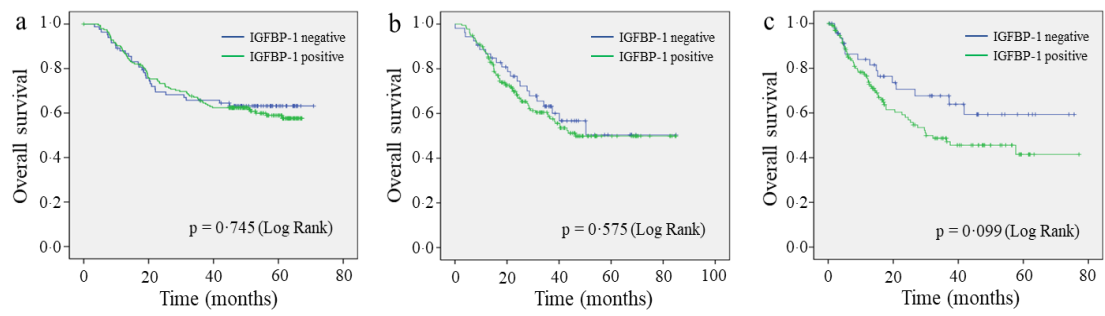 a
Overall survival
1·0
0·8
0·6
0·4
0·2
0·0
IGFBP-1 negative
IGFBP-1 positive
p = 0·745 (Log Rank)
0 20 40 60 80
Time (months)
b
Overall survival
1·0
0·8
0·6
0·4
0·2
0·0
IGFBP-1 negative
IGFBP-1 positive
p = 0·575 (Log Rank)
0 20 40 60 80 100
Time (months)
c
Overall survival
1·0
0·8
0·6
0·4
0·2
0·0
IGFBP-1 negative
IGFBP-1 positive
p = 0·099 (Log Rank)
0 20 40 60 80
Time (months)